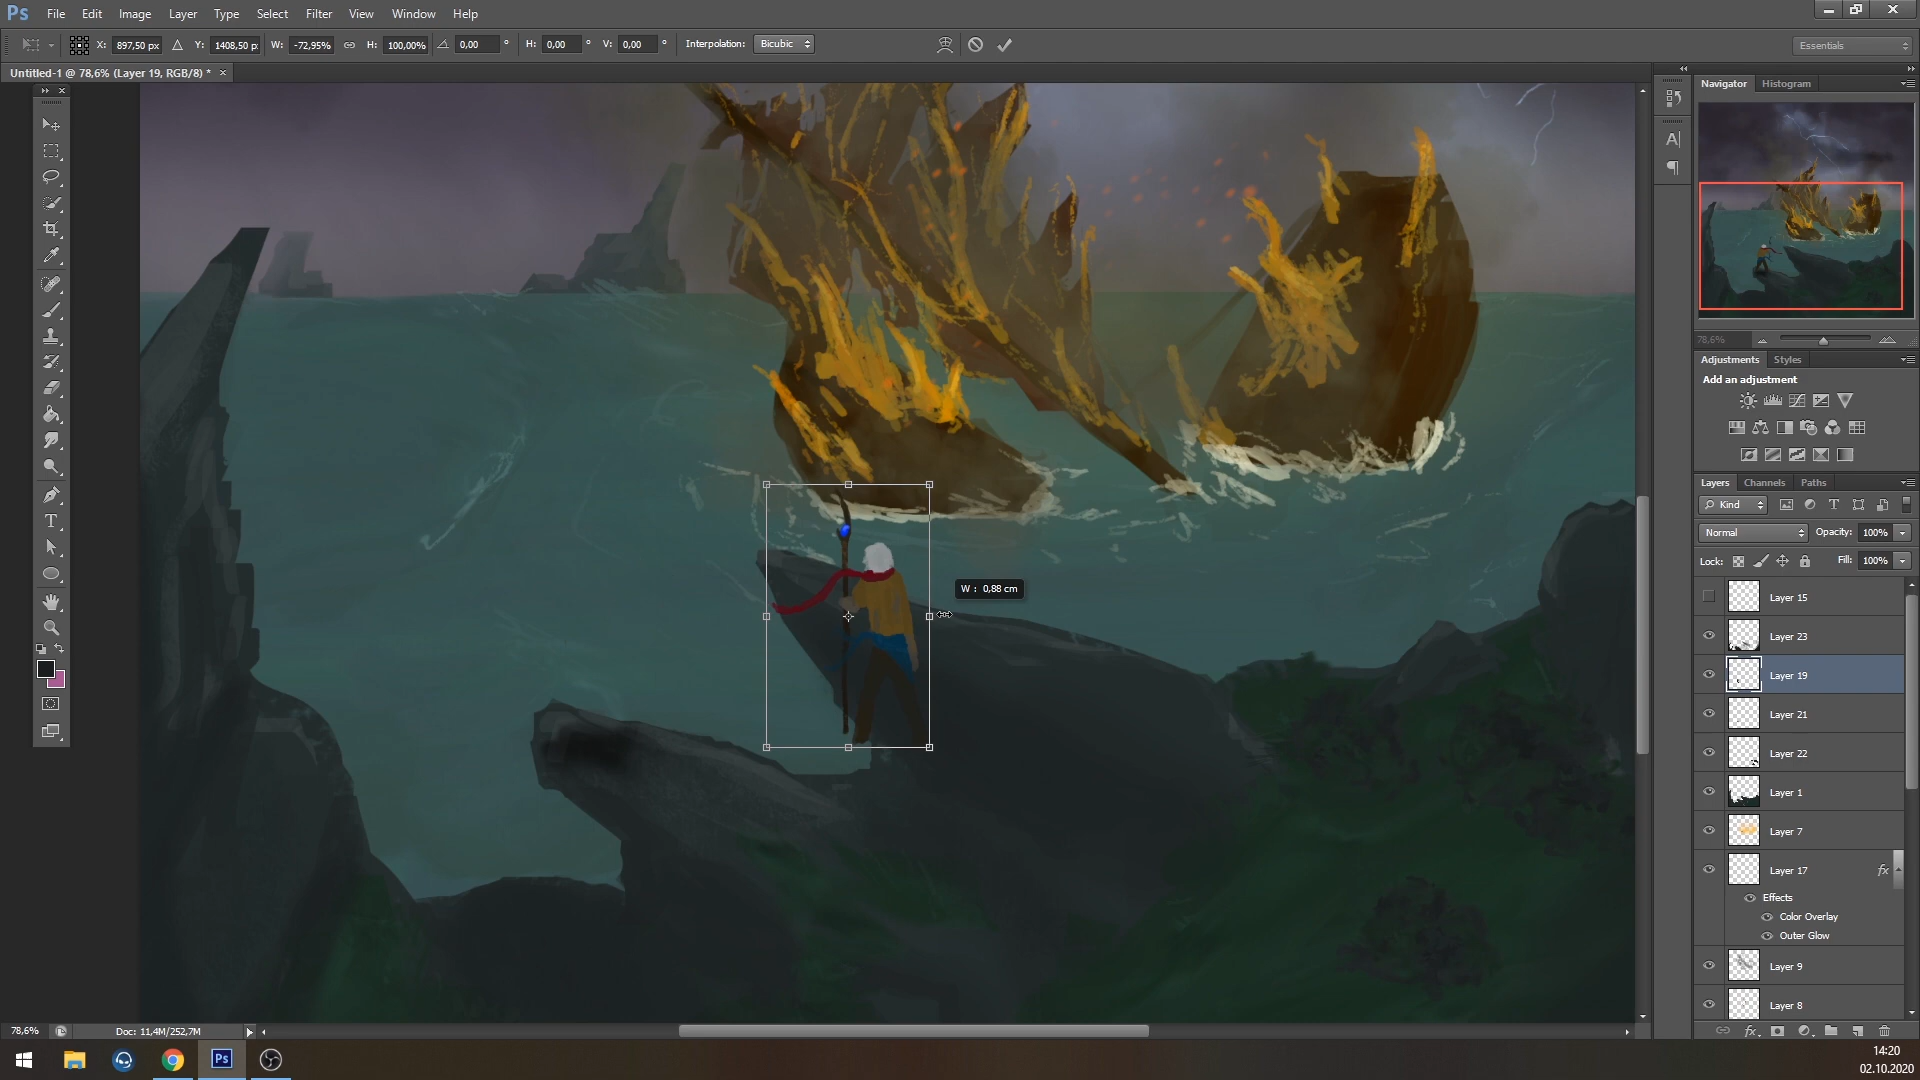 Ps File Edit Image Layer Type Select Filter Analysis View Window Help
X: 897,50 px Y: 1408,50 p: W: -72,95% H: 100,00% 0,00 ° H: 0,00 ° V: 0,00 ° Interpolation: Bicubic Essentials
Untitled-1 @ 78,6% (Layer 19, RGB/8) * ×
Navigator Histogram
78,6%
Adjustments Styles
Add an adjustment
Layers Channels Paths
Kind
Normal Opacity: 100%
Lock: Fill: 100%
Layer 15
W : 0,88 cm
Layer 23
Layer 19
Layer 21
Layer 22
Layer 1
Layer 7
Layer 17 fx
Effects
Color Overlay
Outer Glow
Layer 9
Layer 8
78,6% Doc: 11,4M/252,7M
Ps
14:20
02.10.2020